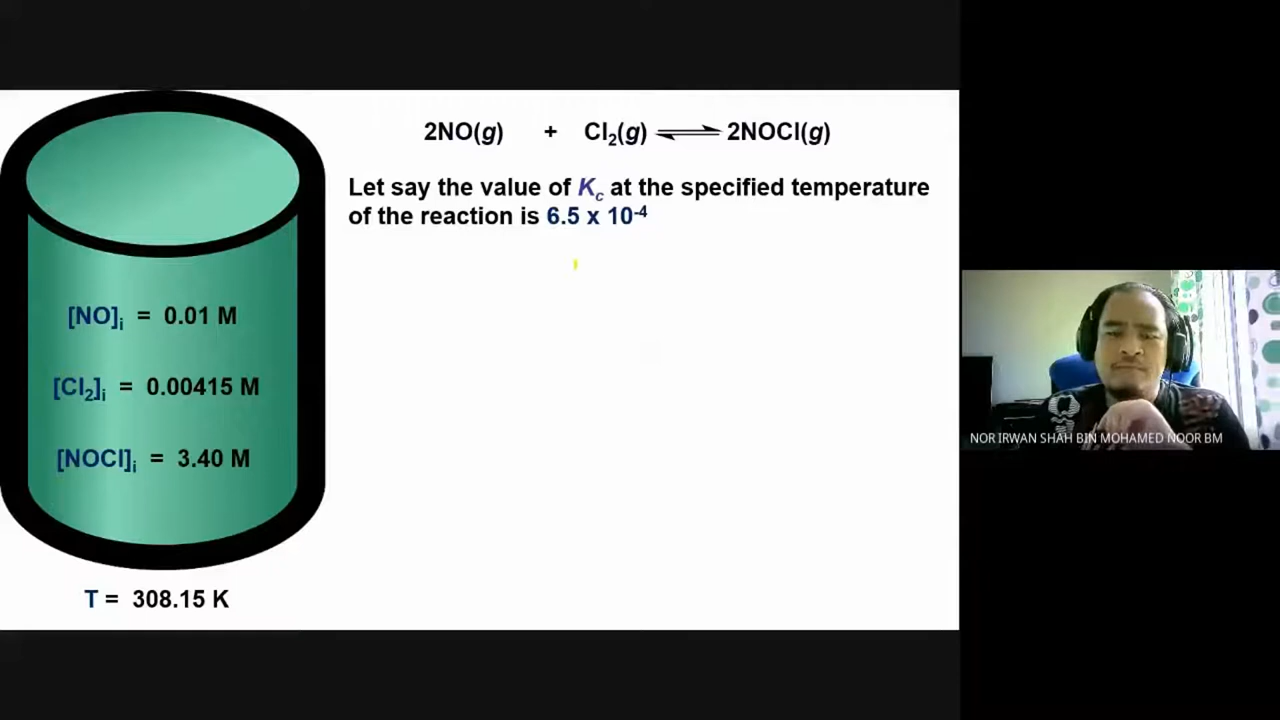 2NO(g) + Cl₂(g) ⇌ 2NOCl(g)
Let say the value of K꜀ at the specified temperature
of the reaction is 6.5 x 10⁻⁴
[NO]ᵢ = 0.01 M
[Cl₂]ᵢ = 0.00415 M
[NOCl]ᵢ = 3.40 M
T = 308.15 K
NOR IRWAN SHAH BIN MOHAMED NOOR BM